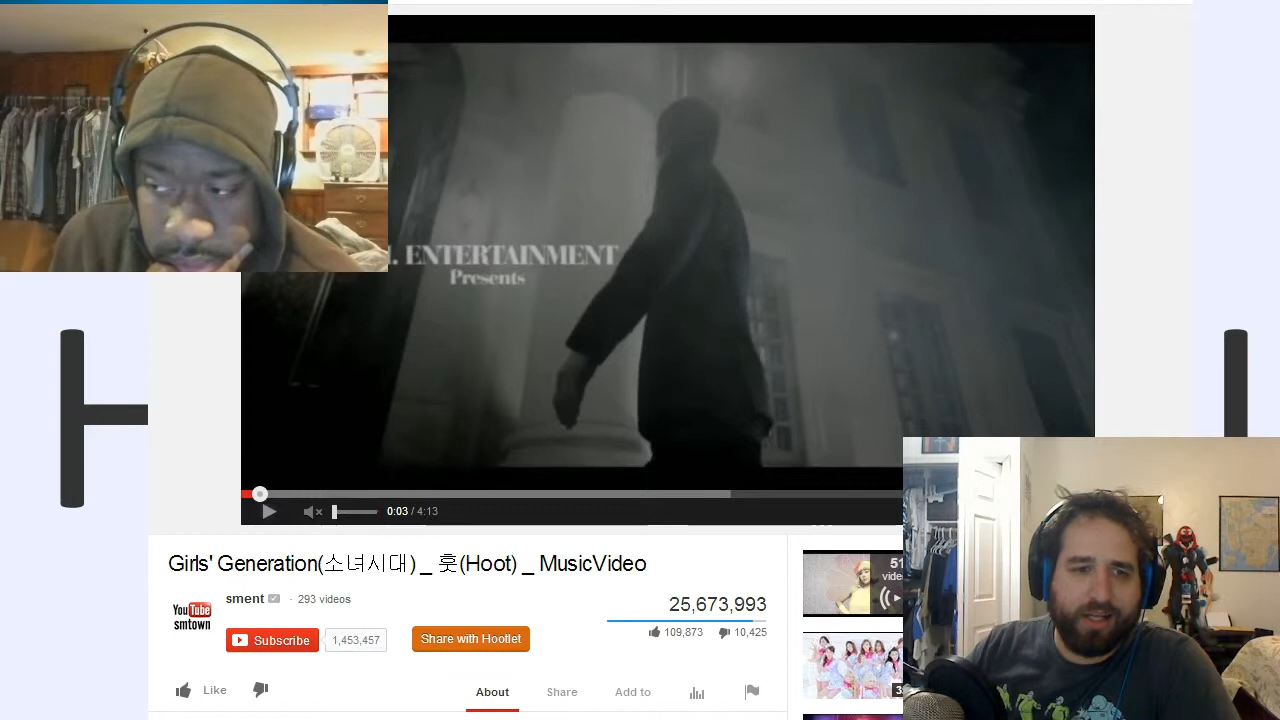 . ENTERTAINMENT
Presents
0:03 / 4:13
Girls' Generation(소녀시대) _ 훗(Hoot) _ MusicVideo
sment · 293 videos
YouTube
smtown
Subscribe 1,453,457
Share with Hootlet
25,673,993
109,873 10,425
Like
About Share Add to
51